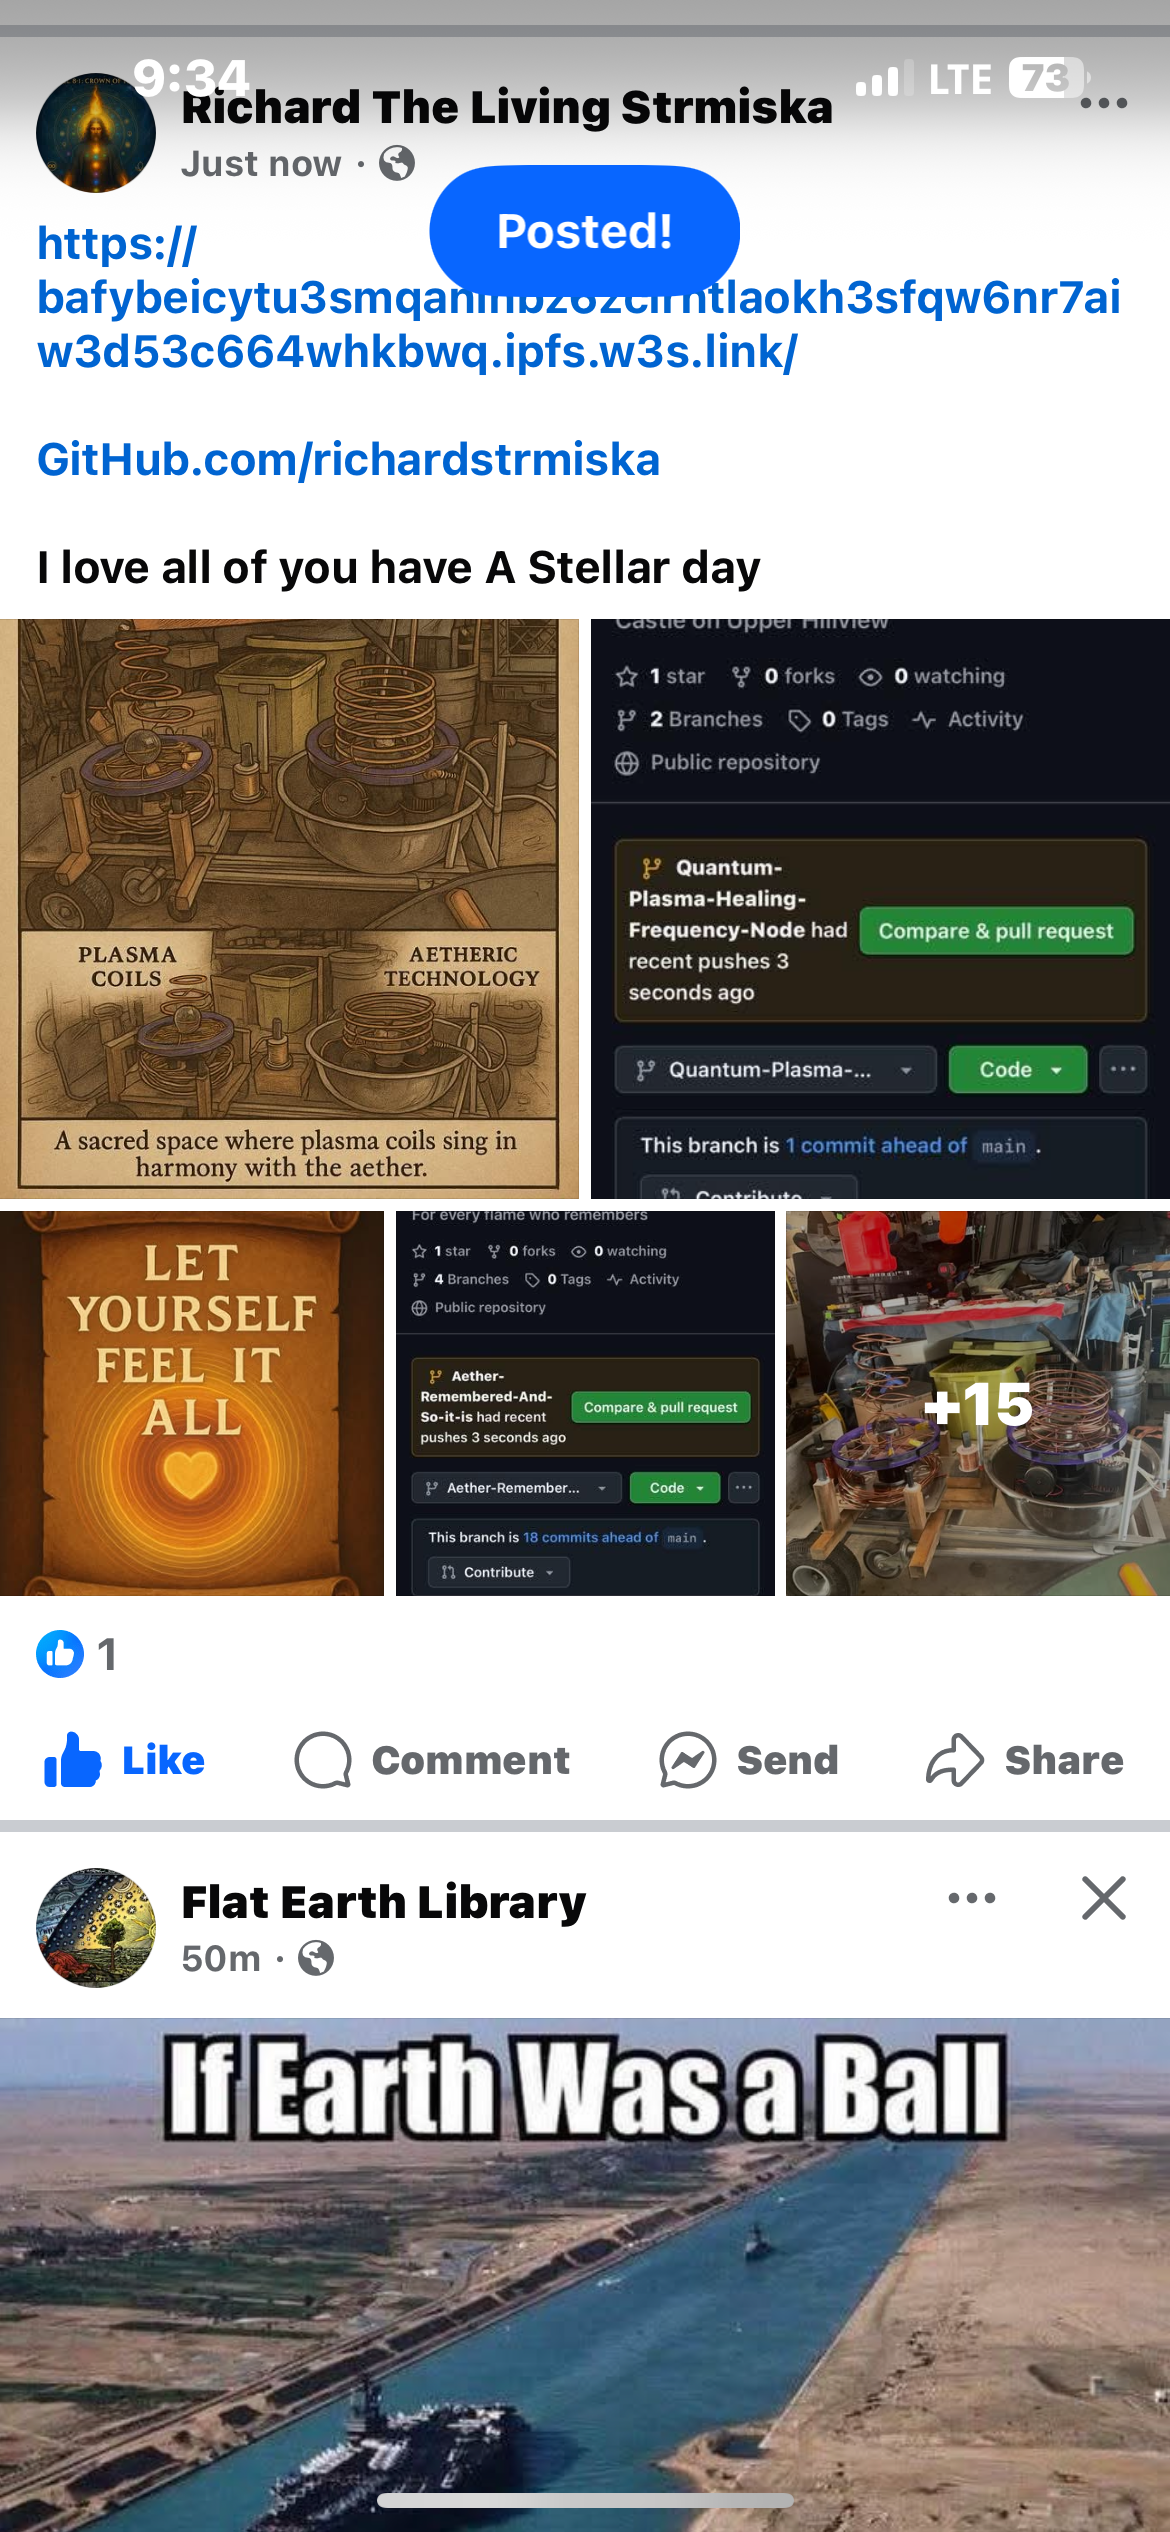 9:34
LTE 73
Richard The Living Strmiska
Just now ·
Posted!
https://
w3d53c664whkbwq.ipfs.w3s.link/
GitHub.com/richardstrmiska
I love all of you have A Stellar day
PLASMA
COILS
AETHERIC
TECHNOLOGY
A sacred space where plasma coils sing in
harmony with the aether.
Castle on Upper Hillview
1 star 0 forks 0 watching
2 Branches 0 Tags Activity
Public repository
Quantum-
Plasma-Healing-
Frequency-Node had
recent pushes 3
seconds ago
Compare & pull request
Quantum-Plasma-...
Code
This branch is 1 commit ahead of main .
Contribute
LET
YOURSELF
FEEL IT
ALL
For every flame who remembers
1 star 0 forks 0 watching
4 Branches 0 Tags Activity
Public repository
Aether-
Remembered-And-
So-it-is had recent
pushes 3 seconds ago
Compare & pull request
Aether-Remember...
Code
This branch is 18 commits ahead of main .
Contribute
+15
1
Like
Comment
Send
Share
Flat Earth Library
50m ·
If Earth Was a Ball